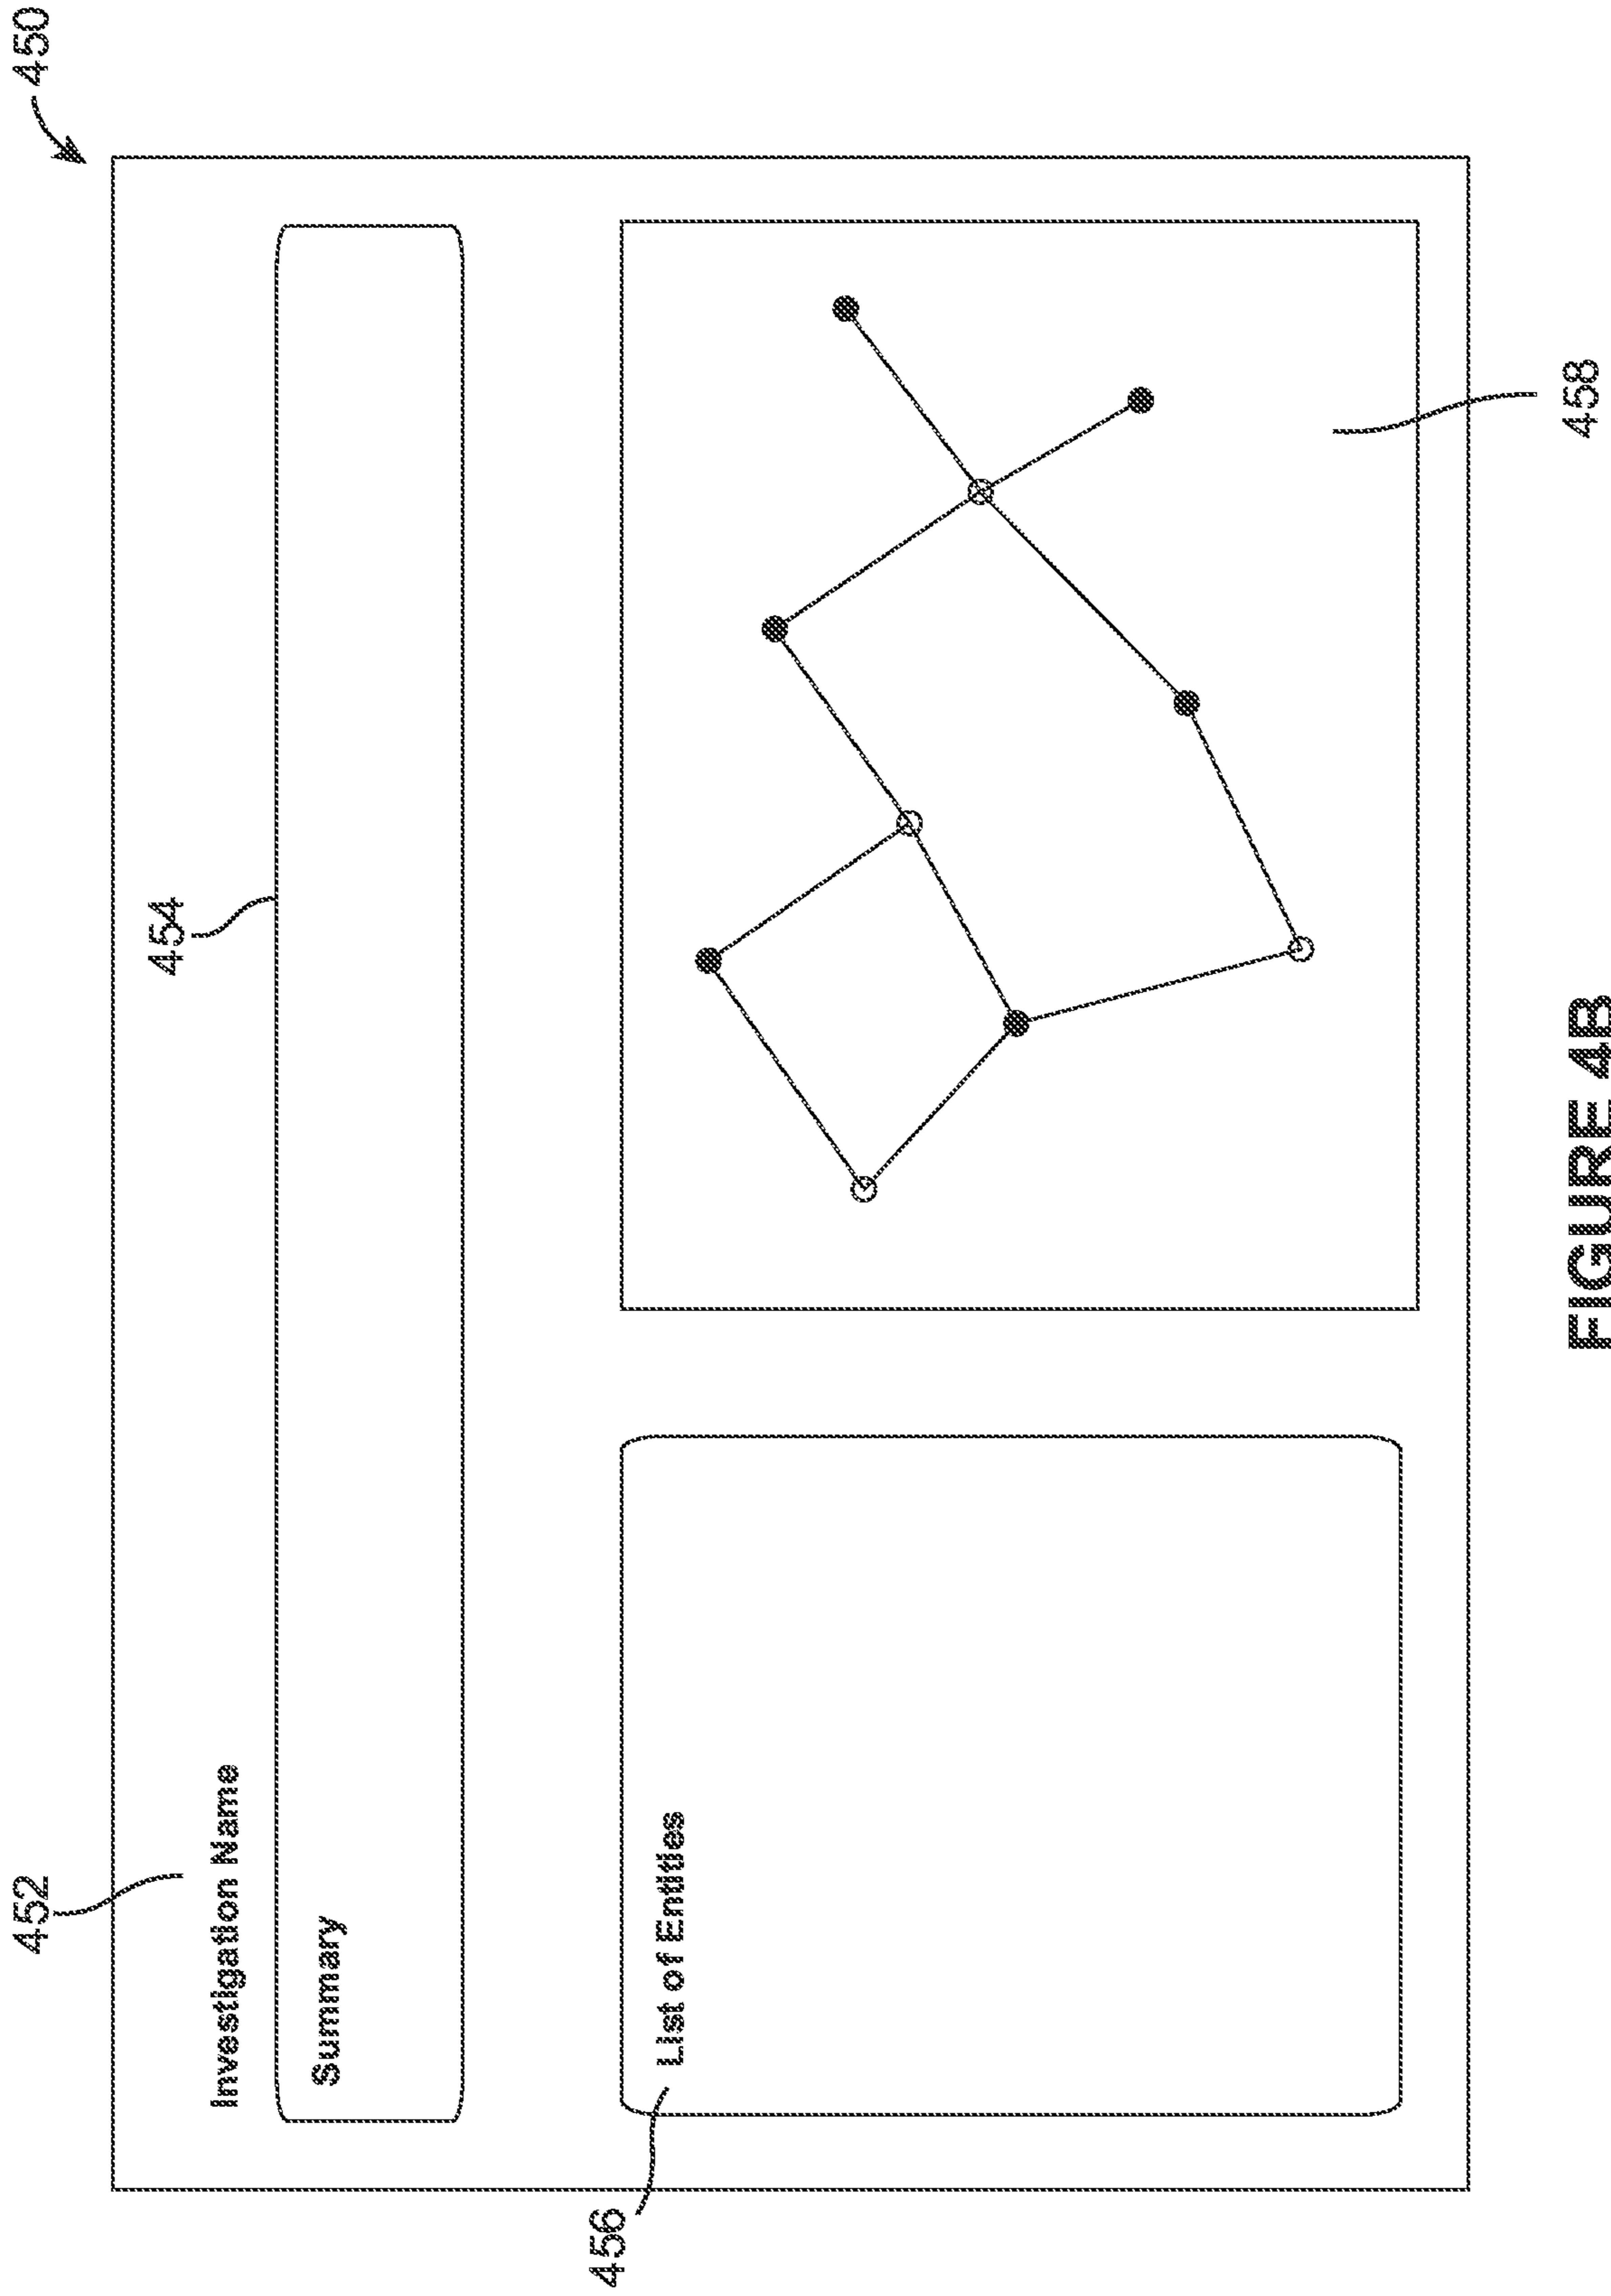 450
452
454
Investigation Name
Summary
456
List of Entities
458
FIGURE 4B